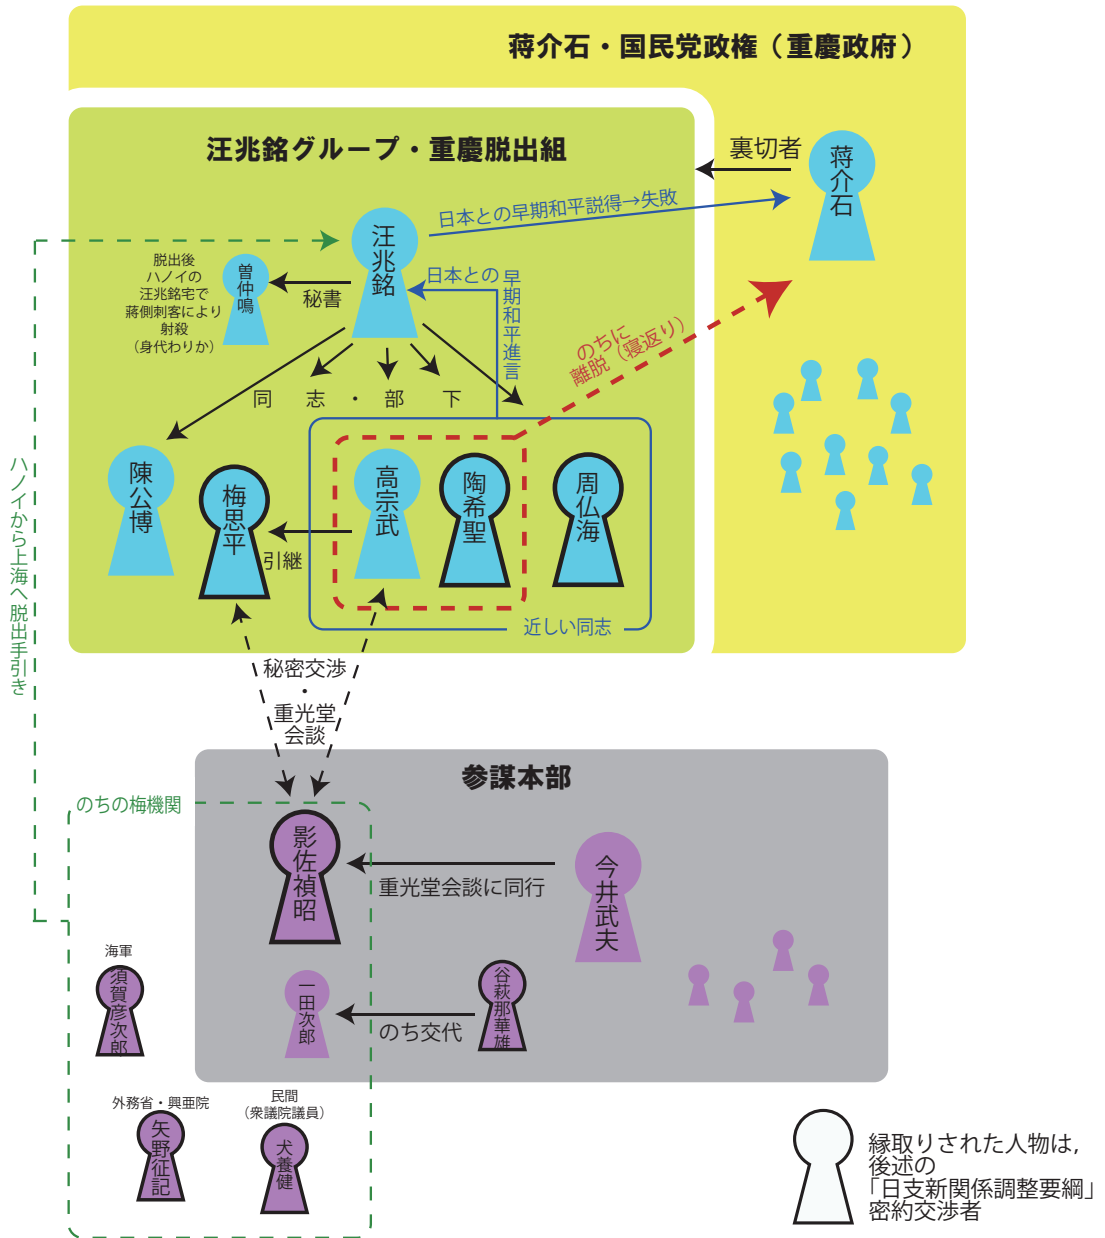 蒋介石・国民党政権（重慶政府）
汪兆銘グループ・重慶脱出組
裏切者
蒋介石
日本との早期和平説得→失敗
汪兆銘
脱出後
ハノイの
汪兆銘宅で
蔣側刺客により
射殺
（身代わりか）
曽仲鳴
秘書
日本との
早期和平進言
のちに
離脱（寝返り）
同志・部下
陳公博
梅思平
引継
高宗武
陶希聖
周仏海
近しい同志
ハノイから上海へ脱出手引き
秘密交渉
・
重光堂
会談
参謀本部
のちの梅機関
影佐禎昭
重光堂会談に同行
今井武夫
海軍
須賀彦次郎
一田次郎
のち交代
谷萩那華雄
外務省・興亜院
矢野征記
民間
（衆議院議員）
犬養健
縁取りされた人物は,
後述の
「日支新関係調整要綱」
密約交渉者